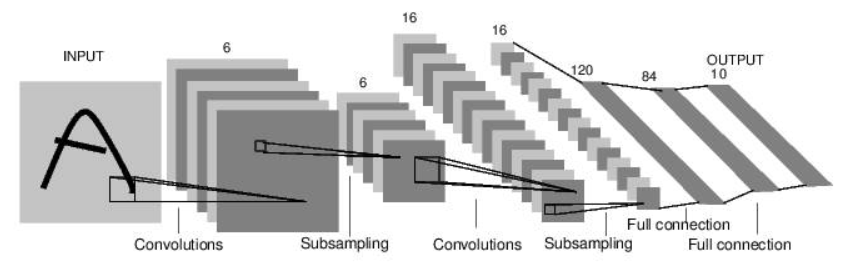 INPUT
6
6
16
16
120
84
OUTPUT
10
Convolutions
Subsampling
Convolutions
Subsampling
Full connection
Full connection